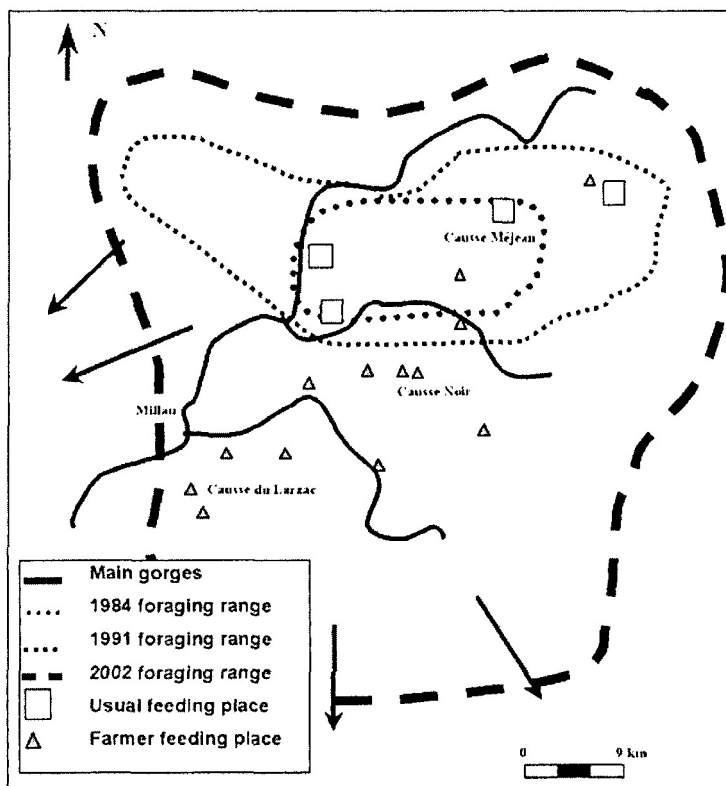 N
Causse Méjean
Causse Noir
Millau
Causse du Larzac
Main gorges
1984 foraging range
1991 foraging range
2002 foraging range
Usual feeding place
Farmer feeding place
0 9 km